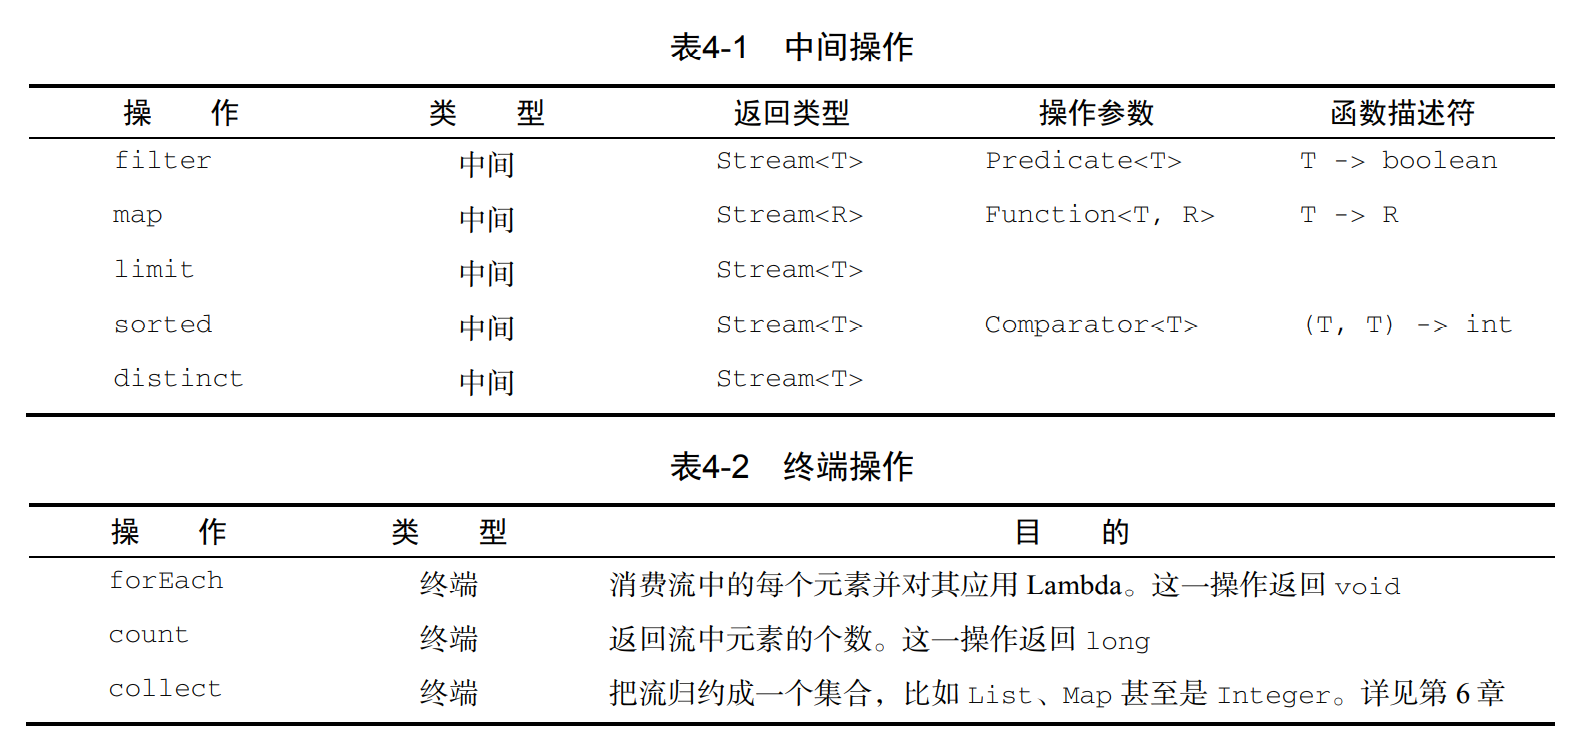 表4-1 中间操作
操 作 类 型 返回类型 操作参数 函数描述符
filter 中间 Stream<T> Predicate<T> T -> boolean
map 中间 Stream<R> Function<T, R> T -> R
limit 中间 Stream<T>
sorted 中间 Stream<T> Comparator<T> (T, T) -> int
distinct 中间 Stream<T>
表4-2 终端操作
操 作 类 型 目 的
forEach 终端 消费流中的每个元素并对其应用 Lambda。这一操作返回 void
count 终端 返回流中元素的个数。这一操作返回 long
collect 终端 把流归约成一个集合，比如 List、Map 甚至是 Integer。详见第 6 章